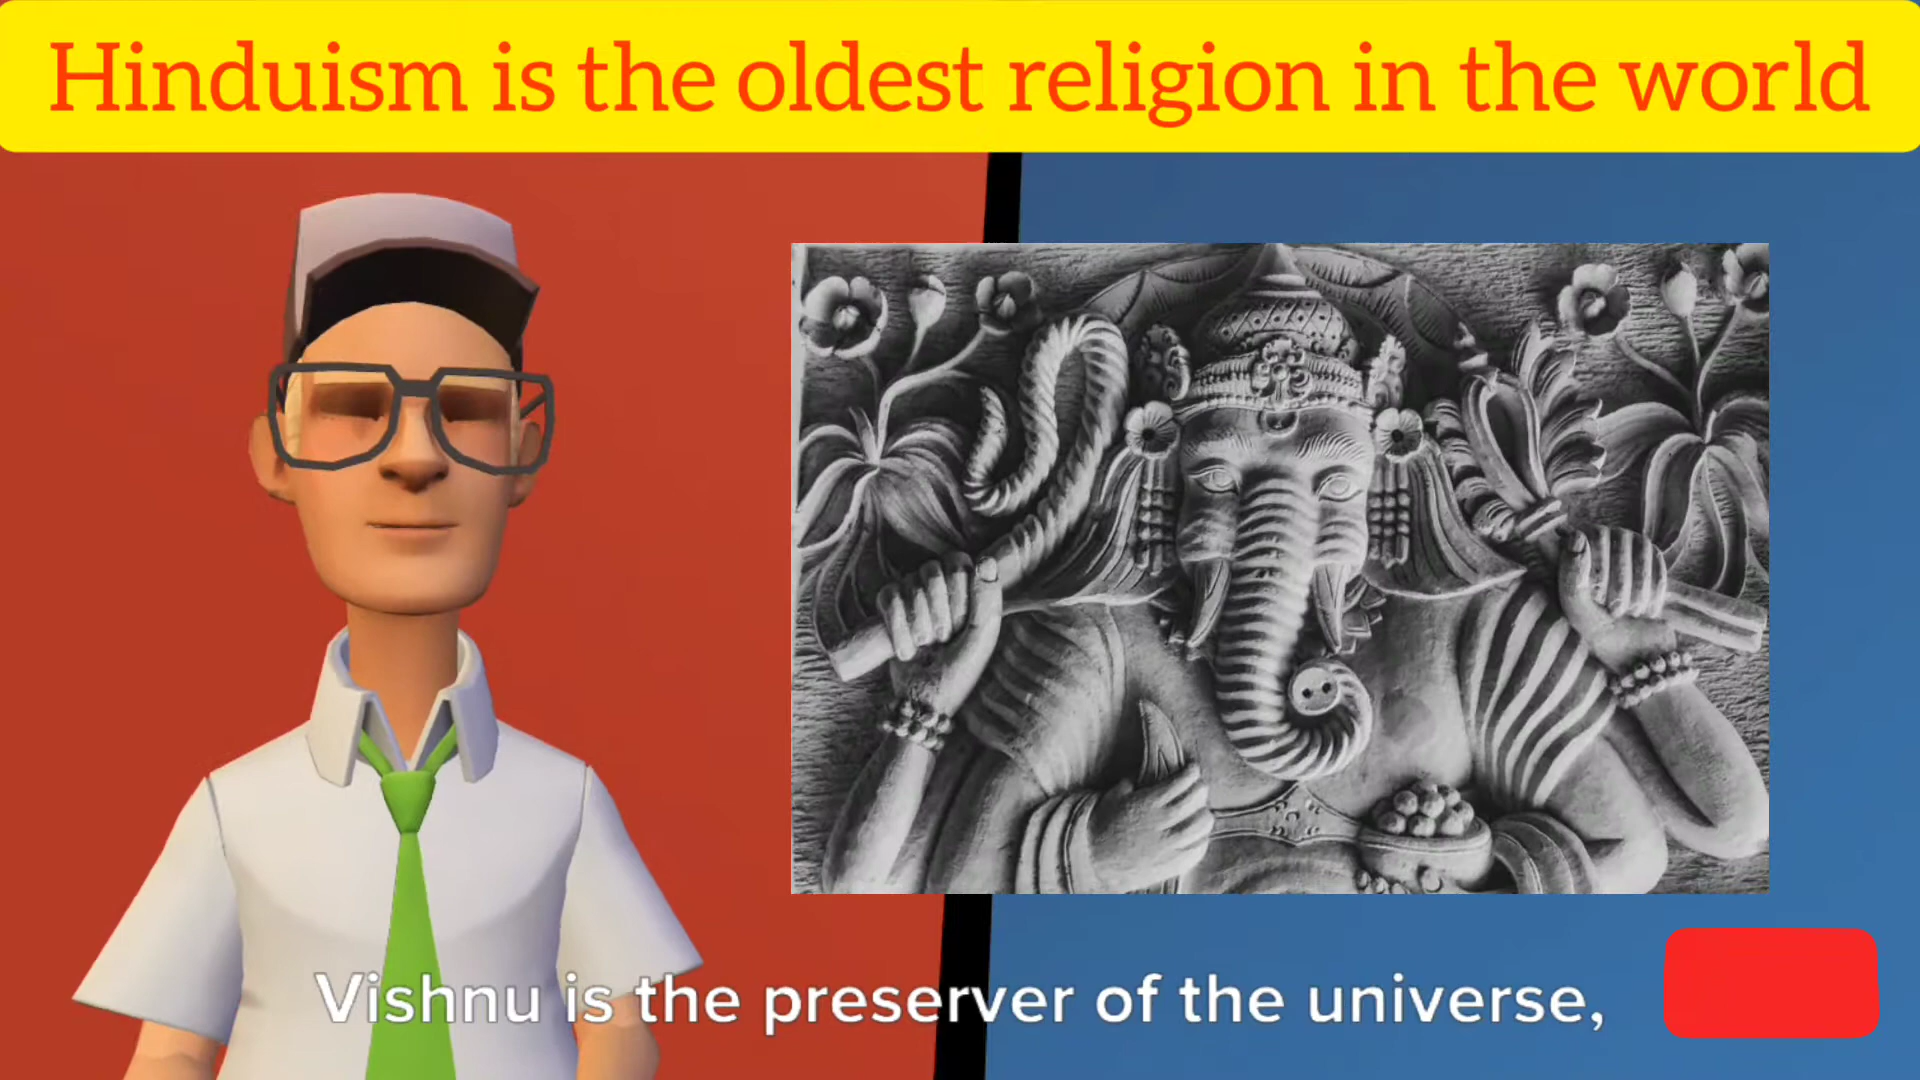 Hinduism is the oldest religion in the world
Vishnu is the preserver of the universe,